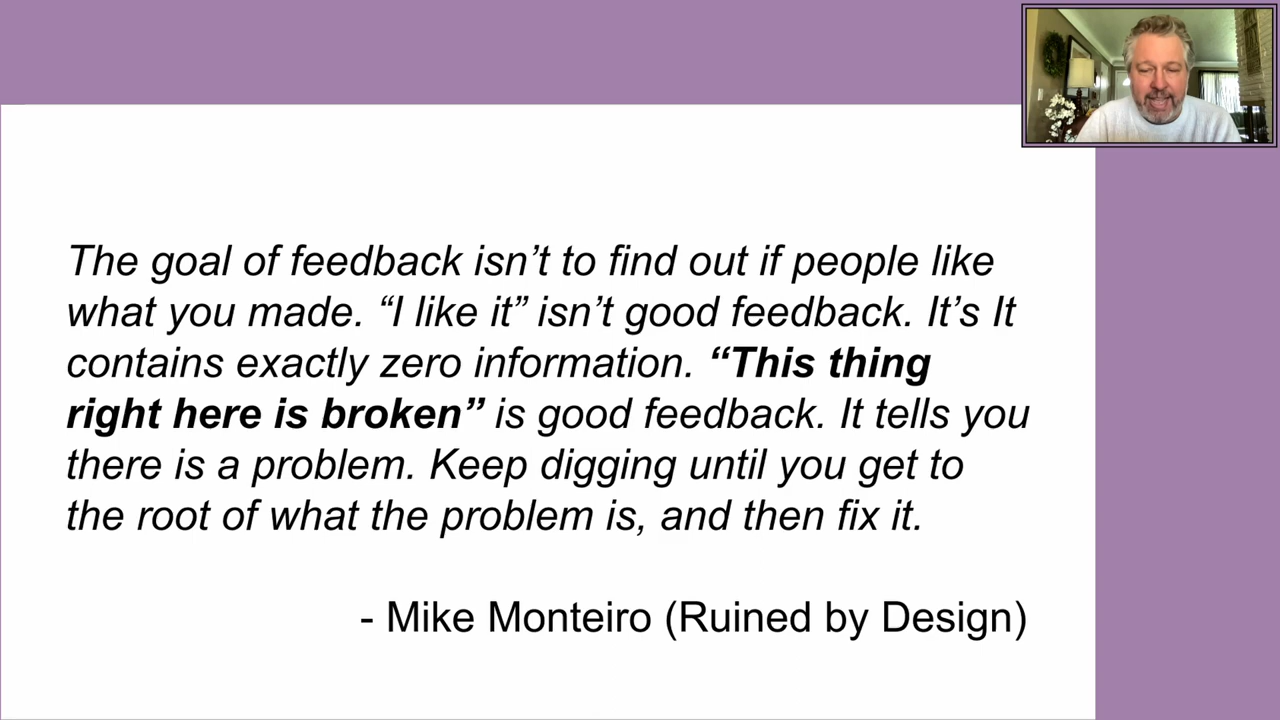 The goal of feedback isn’t to find out if people like
what you made. “I like it” isn’t good feedback. It’s It
contains exactly zero information. “This thing
right here is broken” is good feedback. It tells you
there is a problem. Keep digging until you get to
the root of what the problem is, and then fix it.
- Mike Monteiro (Ruined by Design)